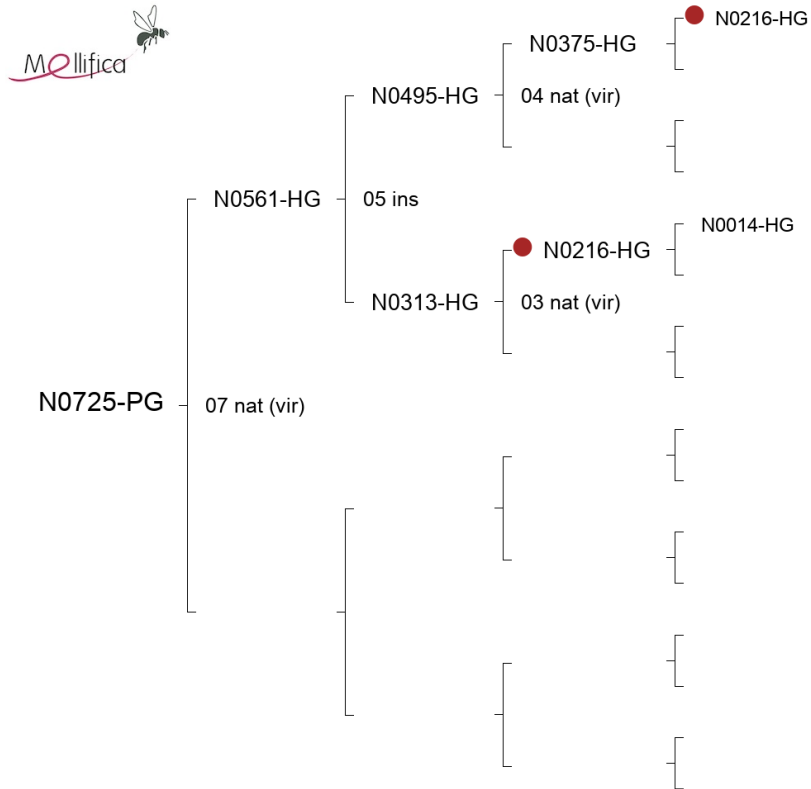 Mellifica
N0216-HG
N0375-HG
04 nat (vir)
N0495-HG
N0561-HG
05 ins
N0014-HG
N0216-HG
N0313-HG
03 nat (vir)
N0725-PG
07 nat (vir)